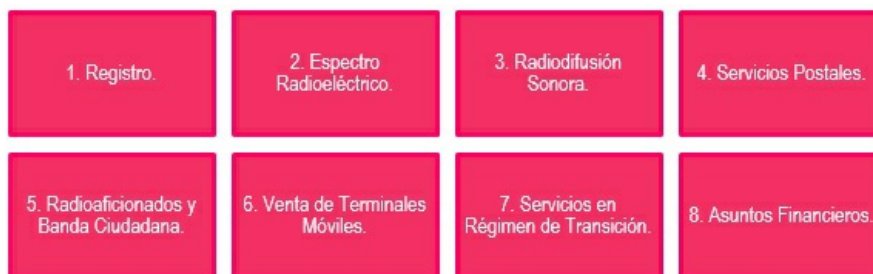 1. Registro.
2. Espectro
Radioeléctrico.
3. Radiodifusión
Sonora.
4. Servicios Postales.
5. Radioaficionados y
Banda Ciudadana.
6. Venta de Terminales
Móviles.
7. Servicios en
Régimen de Transición.
8. Asuntos Financieros.